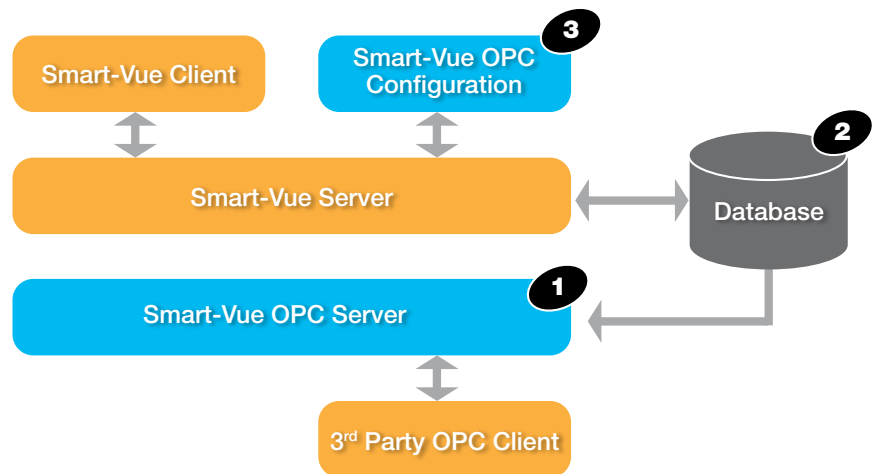 3
Smart-Vue Client
Smart-Vue OPC
Configuration
2
Smart-Vue Server
Database
1
Smart-Vue OPC Server
3rd Party OPC Client